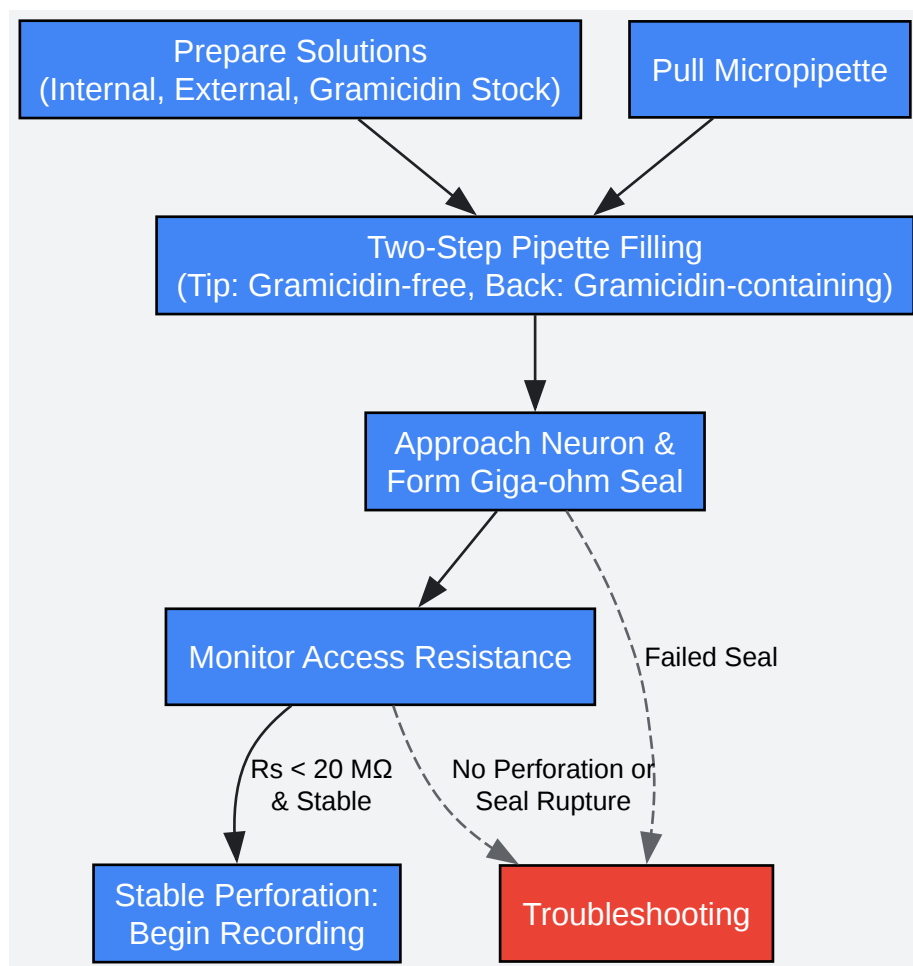 Prepare Solutions
(Internal, External, Gramicidin Stock)
Pull Micropipette
Two-Step Pipette Filling
(Tip: Gramicidin-free, Back: Gramicidin-containing)
Approach Neuron &
Form Giga-ohm Seal
Monitor Access Resistance
Failed Seal
Rs < 20 MΩ
& Stable
No Perforation or
Seal Rupture
Stable Perforation:
Begin Recording
Troubleshooting